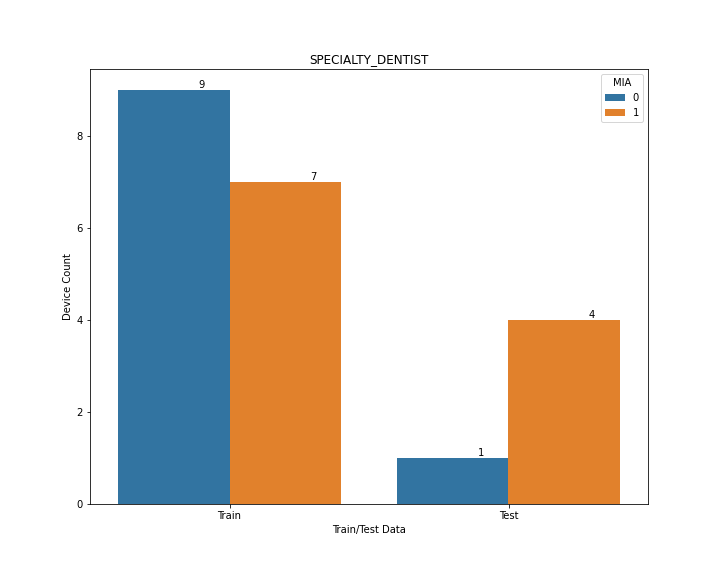 SPECIALTY_DENTIST
MIA
0
1
9
7
1
4
8
6
4
2
0
Device Count
Train
Test
Train/Test Data